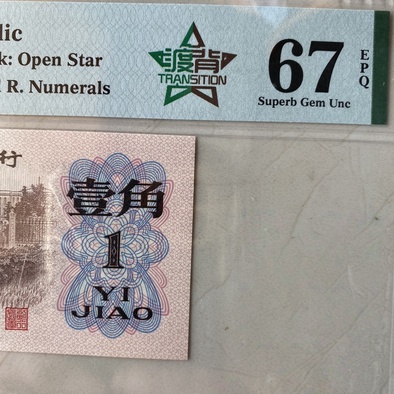 lic
k: Open Star
R. Numerals
渡背
TRANSITION
67
EPQ
Superb Gem Unc
行
壹角
1
YI
JIAO